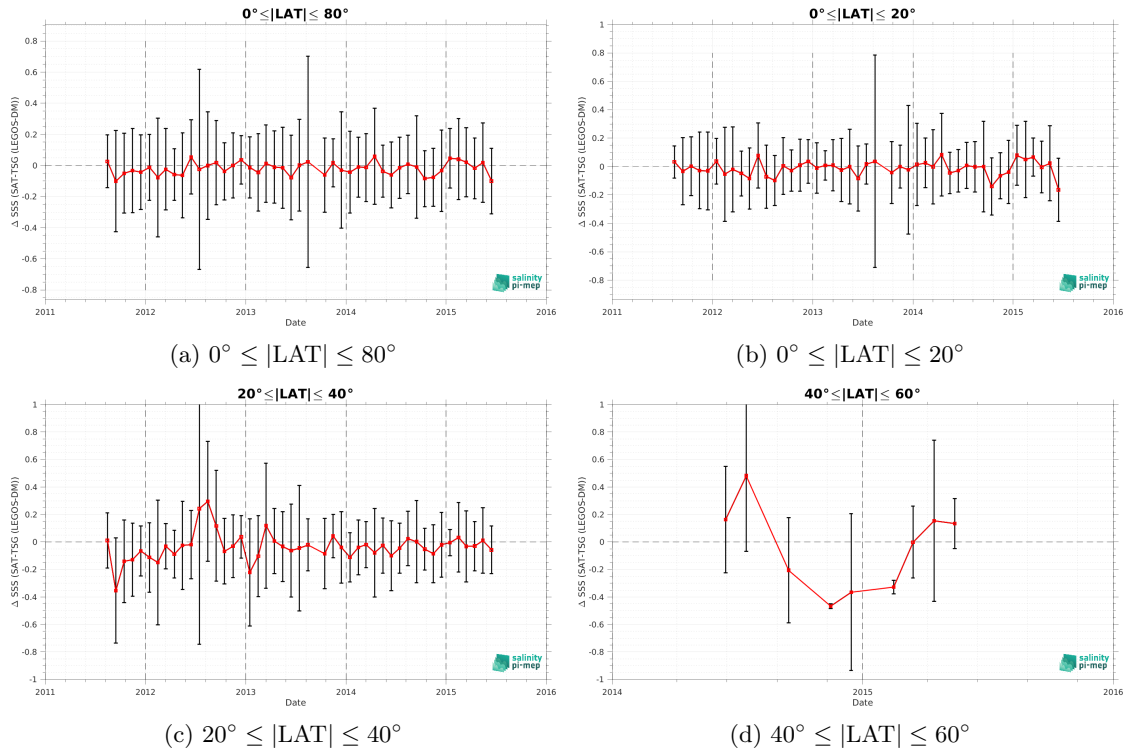 0°≤|LAT|≤ 80°
Δ SSS (SAT-TSG (LEGOS-DM))
0.8
0.6
0.4
0.2
0
-0.2
-0.4
-0.6
-0.8
2011 2012 2013 2014 2015 2016
Date
salinity
pi-mep
(a) 0° ≤ |LAT| ≤ 80°
0°≤|LAT|≤ 20°
Δ SSS (SAT-TSG (LEGOS-DM))
1
0.8
0.6
0.4
0.2
0
-0.2
-0.4
-0.6
-0.8
2011 2012 2013 2014 2015 2016
Date
salinity
pi-mep
(b) 0° ≤ |LAT| ≤ 20°
20°≤|LAT|≤ 40°
Δ SSS (SAT-TSG (LEGOS-DM))
1
0.8
0.6
0.4
0.2
0
-0.2
-0.4
-0.6
-0.8
-1
2011 2012 2013 2014 2015 2016
Date
salinity
pi-mep
(c) 20° ≤ |LAT| ≤ 40°
40°≤|LAT|≤ 60°
Δ SSS (SAT-TSG (LEGOS-DM))
1
0.8
0.6
0.4
0.2
0
-0.2
-0.4
-0.6
-0.8
-1
2014 2015 2016
Date
salinity
pi-mep
(d) 40° ≤ |LAT| ≤ 60°